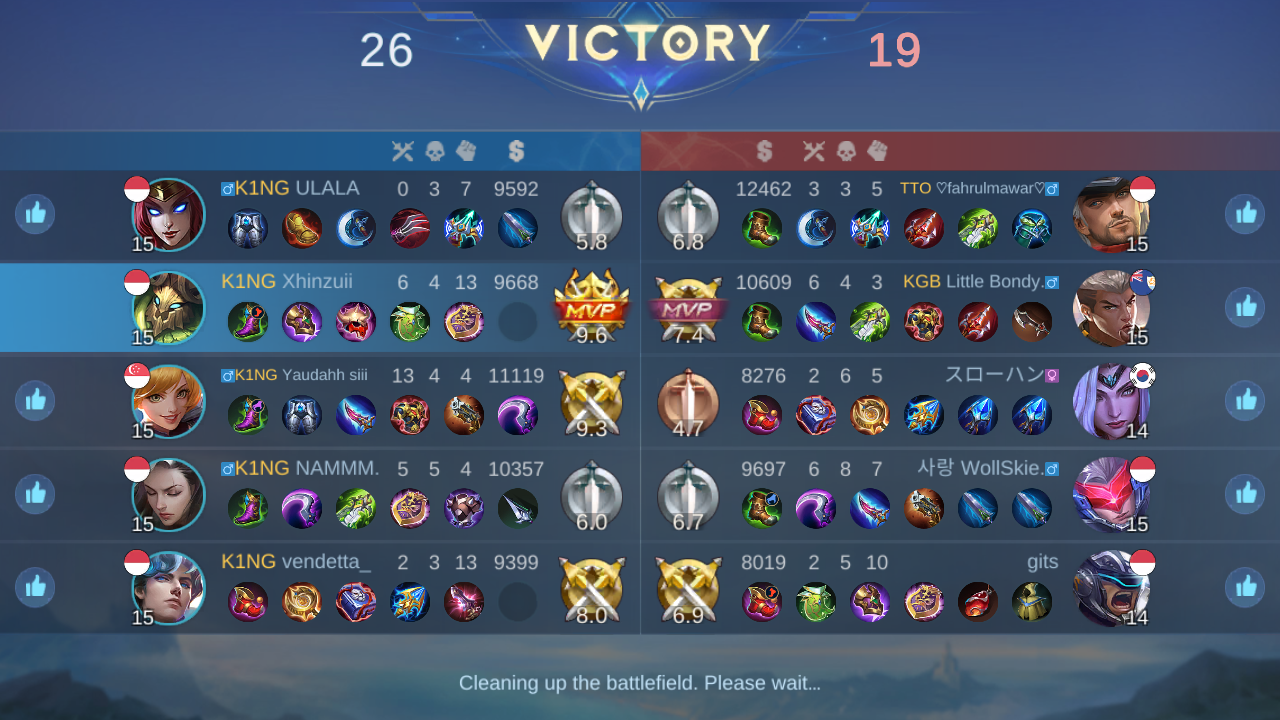 26 VICTORY 19
K1NG ULALA 0 3 7 9592
15 5.8
12462 3 3 5 TTO ♡fahrulmawar♡
6.8 15
K1NG Xhinzuii 6 4 13 9668
15 MVP 9.6
10609 6 4 3 KGB Little Bondy.
MVP 7.4 15
K1NG Yaudahh siii 13 4 4 11119
15 9.3
8276 2 6 5 スローハン
4.7 14
K1NG NAMMM. 5 5 4 10357
15 6.0
9697 6 8 7 사랑 WollSkie.
6.7 15
K1NG vendetta_ 2 3 13 9399
15 8.0
8019 2 5 10 gits
6.9 14
Cleaning up the battlefield. Please wait...